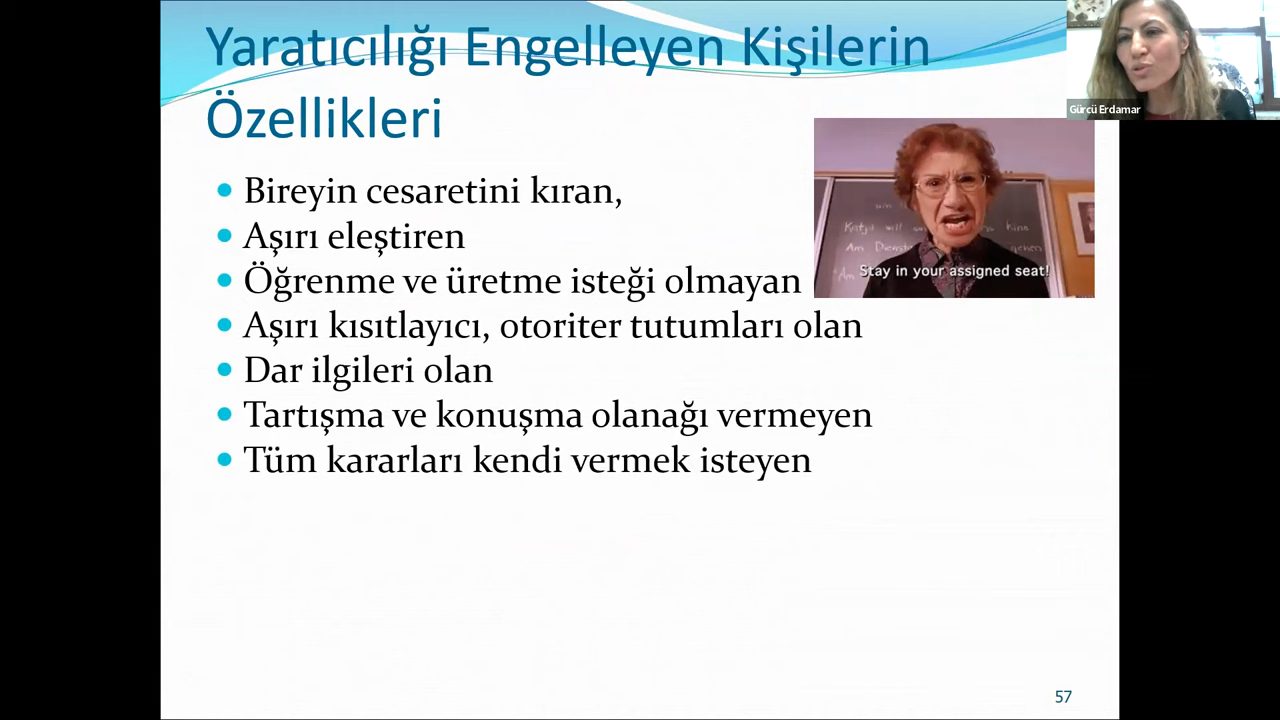 Yaratıcılığı Engelleyen Kişilerin
Özellikleri
Gürcü Erdamar
Bireyin cesaretini kıran,
Aşırı eleştiren
Öğrenme ve üretme isteği olmayan
Aşırı kısıtlayıcı, otoriter tutumları olan
Dar ilgileri olan
Tartışma ve konuşma olanağı vermeyen
Tüm kararları kendi vermek isteyen
Stay in your assigned seat!
57